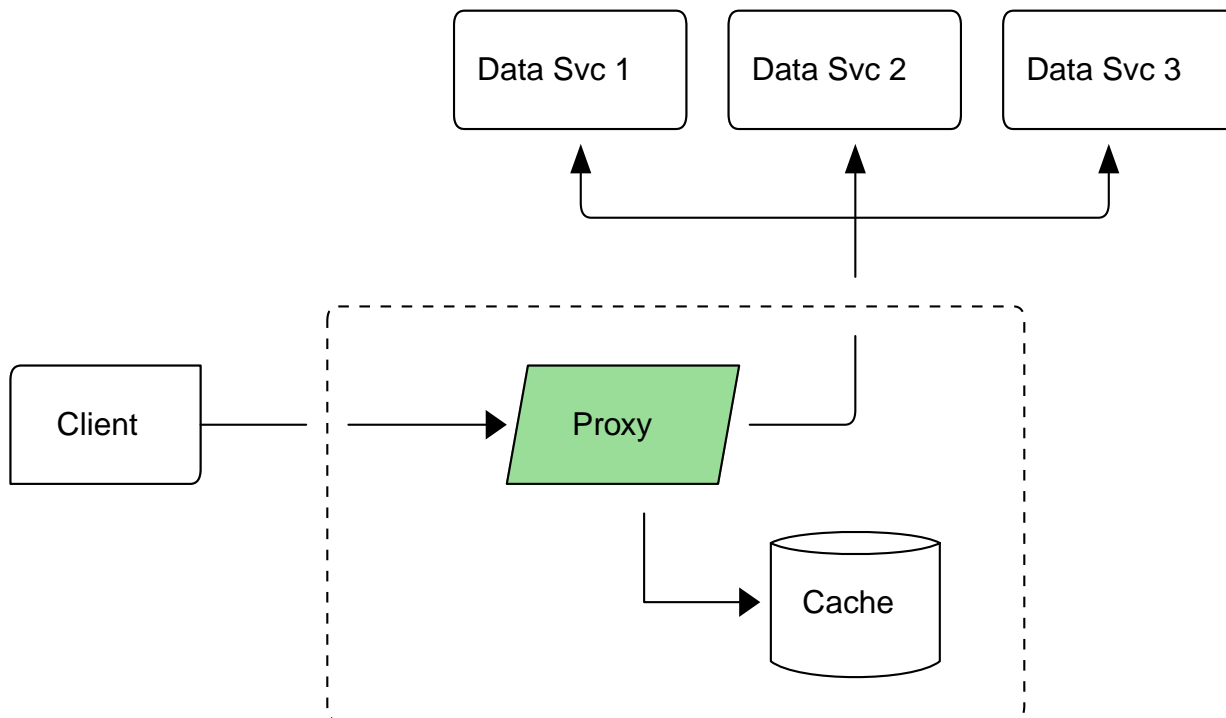 Data Svc 1
Data Svc 2
Data Svc 3
Client
Proxy
Cache